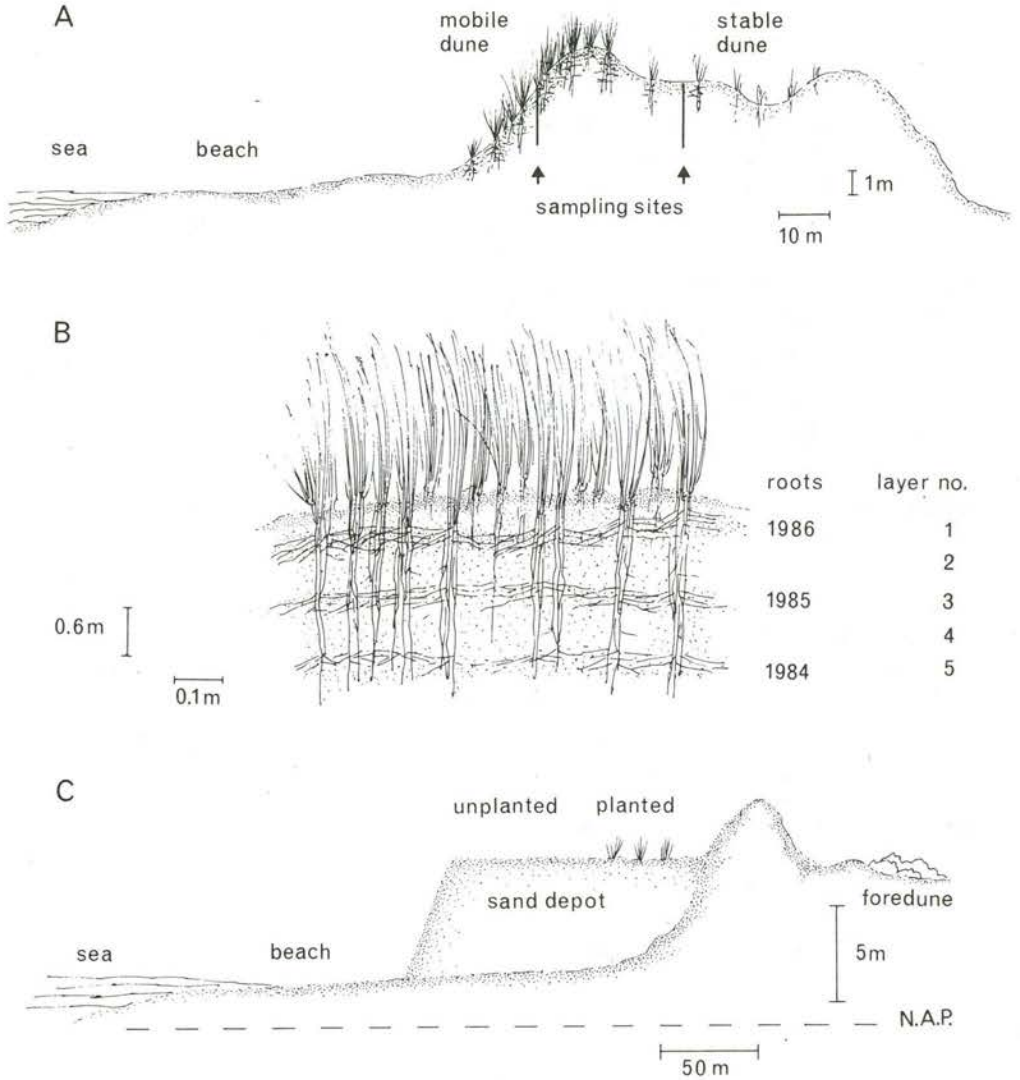 A
mobile
dune
stable
dune
sea
beach
sampling sites
1m
10 m
B
roots
layer no.
1986
1
2
1985
3
4
1984
5
0.6m
0.1m
C
unplanted
planted
sand depot
foredune
sea
beach
5m
N.A.P.
50 m